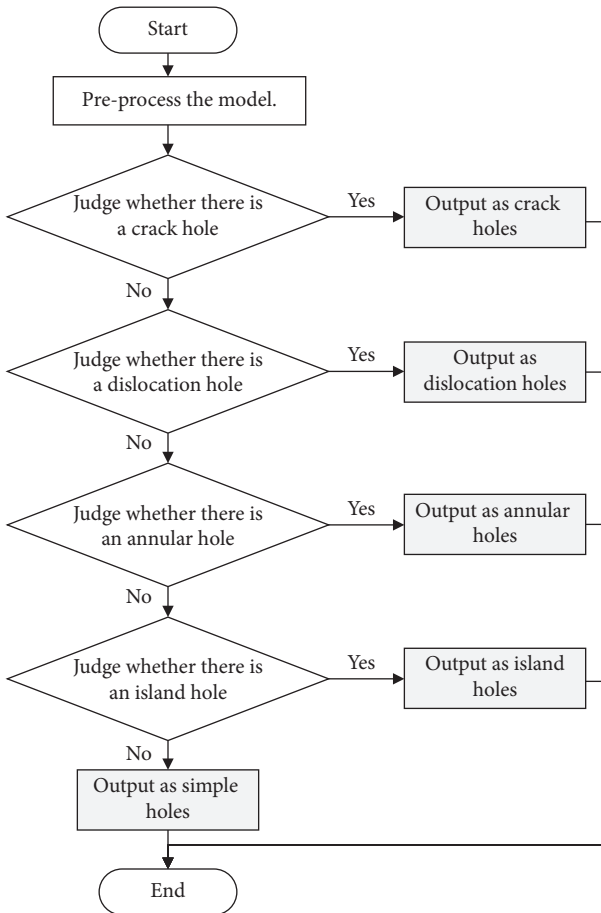 Start
Pre-process the model.
Judge whether there is
a crack hole
Yes
Output as crack
holes
No
Judge whether there is
a dislocation hole
Yes
Output as
dislocation holes
No
Judge whether there is
an annular hole
Yes
Output as annular
holes
No
Judge whether there is
an island hole
Yes
Output as island
holes
No
Output as simple
holes
End